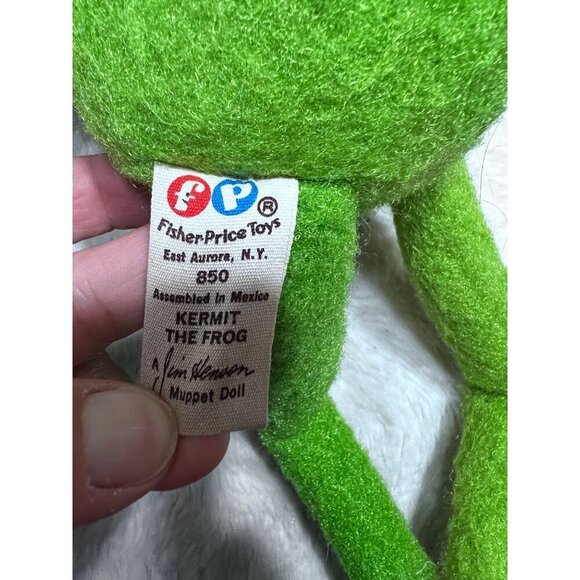 fp®
Fisher-Price Toys
East Aurora, N.Y.
850
Assembled in Mexico
KERMIT
THE FROG
A Jim Henson
Muppet Doll